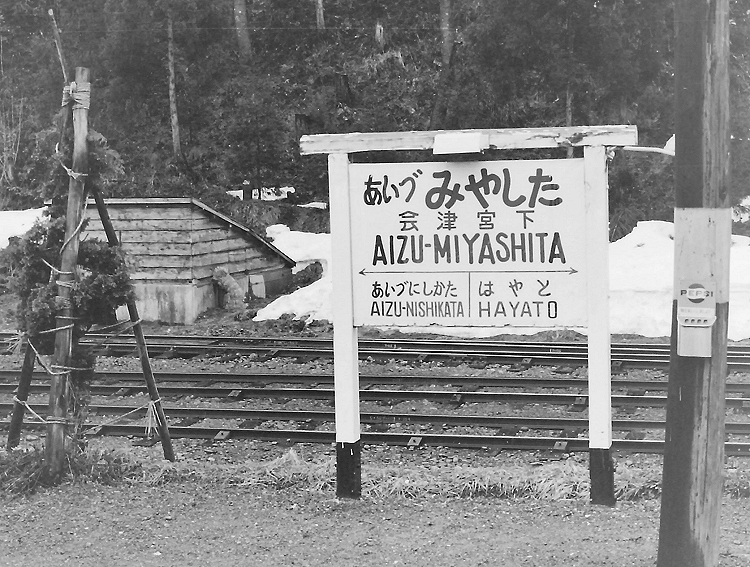 あいづみやした
会津宮下
AIZU-MIYASHITA
あいづにしかた
AIZU-NISHIKATA
はやと
HAYATO
PEPSI